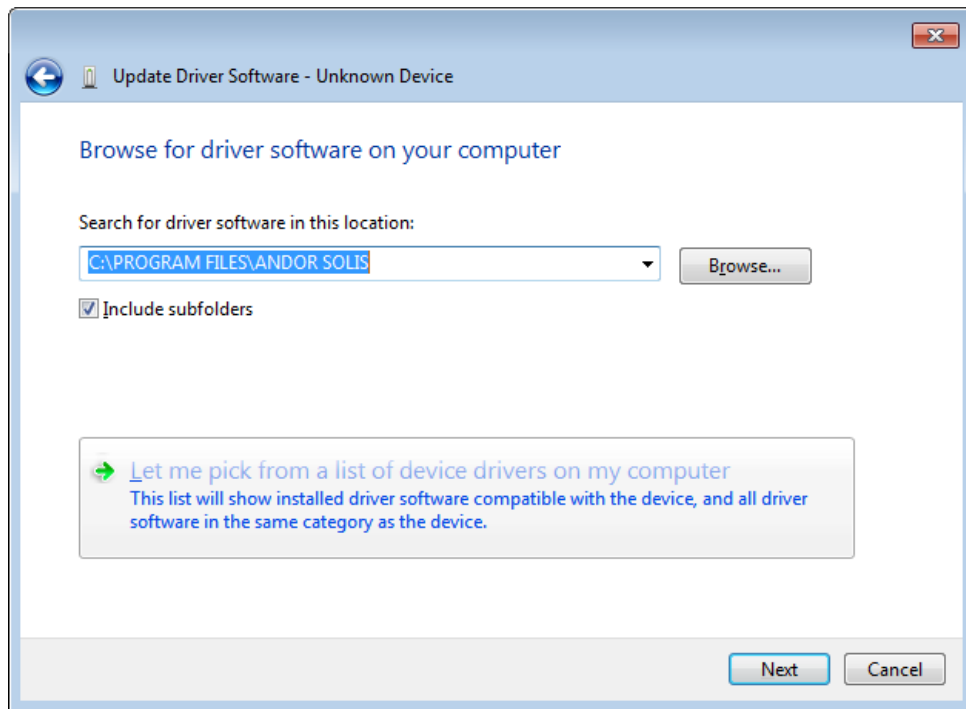 Update Driver Software - Unknown Device
Browse for driver software on your computer
Search for driver software in this location:
C:\PROGRAM FILES\ANDOR SOLIS
Browse...
Include subfolders
Let me pick from a list of device drivers on my computer
This list will show installed driver software compatible with the device, and all driver
software in the same category as the device.
Next
Cancel